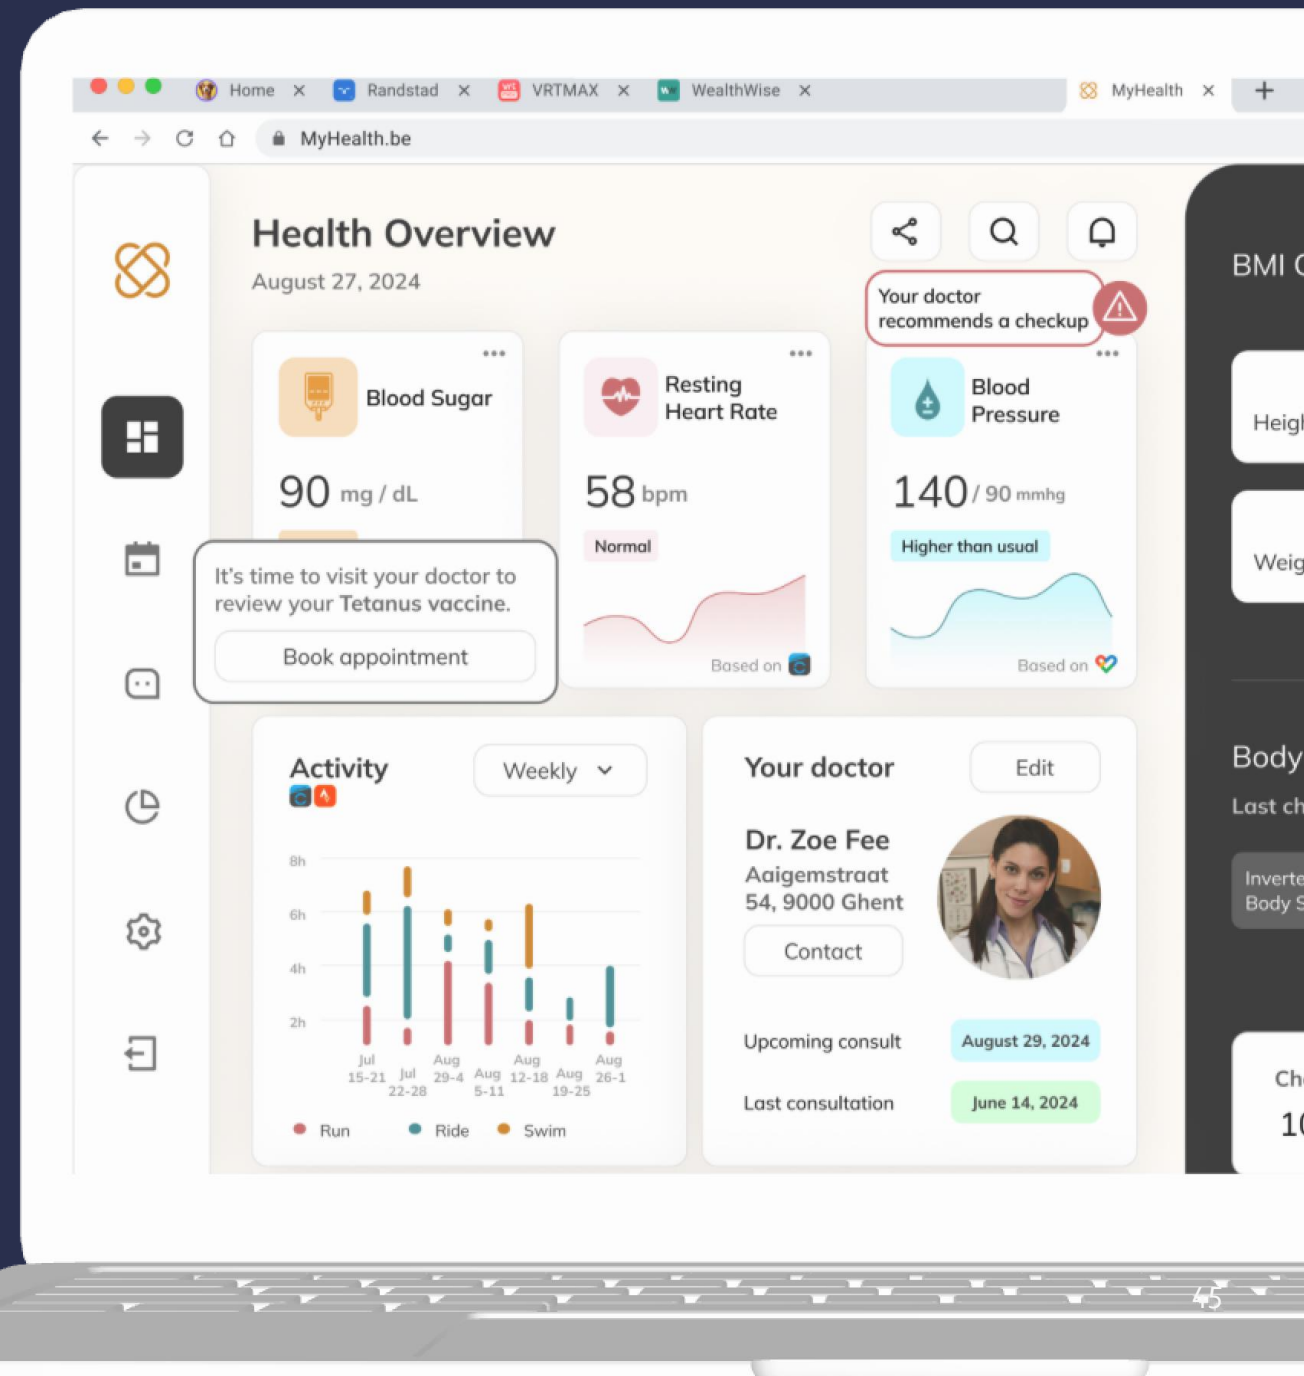 Home
Randstad
VRTMAX
WealthWise
MyHealth
MyHealth.be
Health Overview
August 27, 2024
Your doctor
recommends a checkup
Blood Sugar
90 mg / dL
Resting
Heart Rate
58 bpm
Normal
Based on
Blood
Pressure
140 / 90 mmhg
Higher than usual
Based on
It's time to visit your doctor to
review your Tetanus vaccine.
Book appointment
Activity
Weekly
8h
6h
4h
2h
Jul
15-21
Jul
22-28
Aug
29-4
Aug
5-11
Aug
12-18
Aug
19-25
Aug
26-1
Run
Ride
Swim
Your doctor
Edit
Dr. Zoe Fee
Aaigemstraat
54, 9000 Ghent
Contact
Upcoming consult
August 29, 2024
Last consultation
June 14, 2024
BMI
Body
Last
Body
45